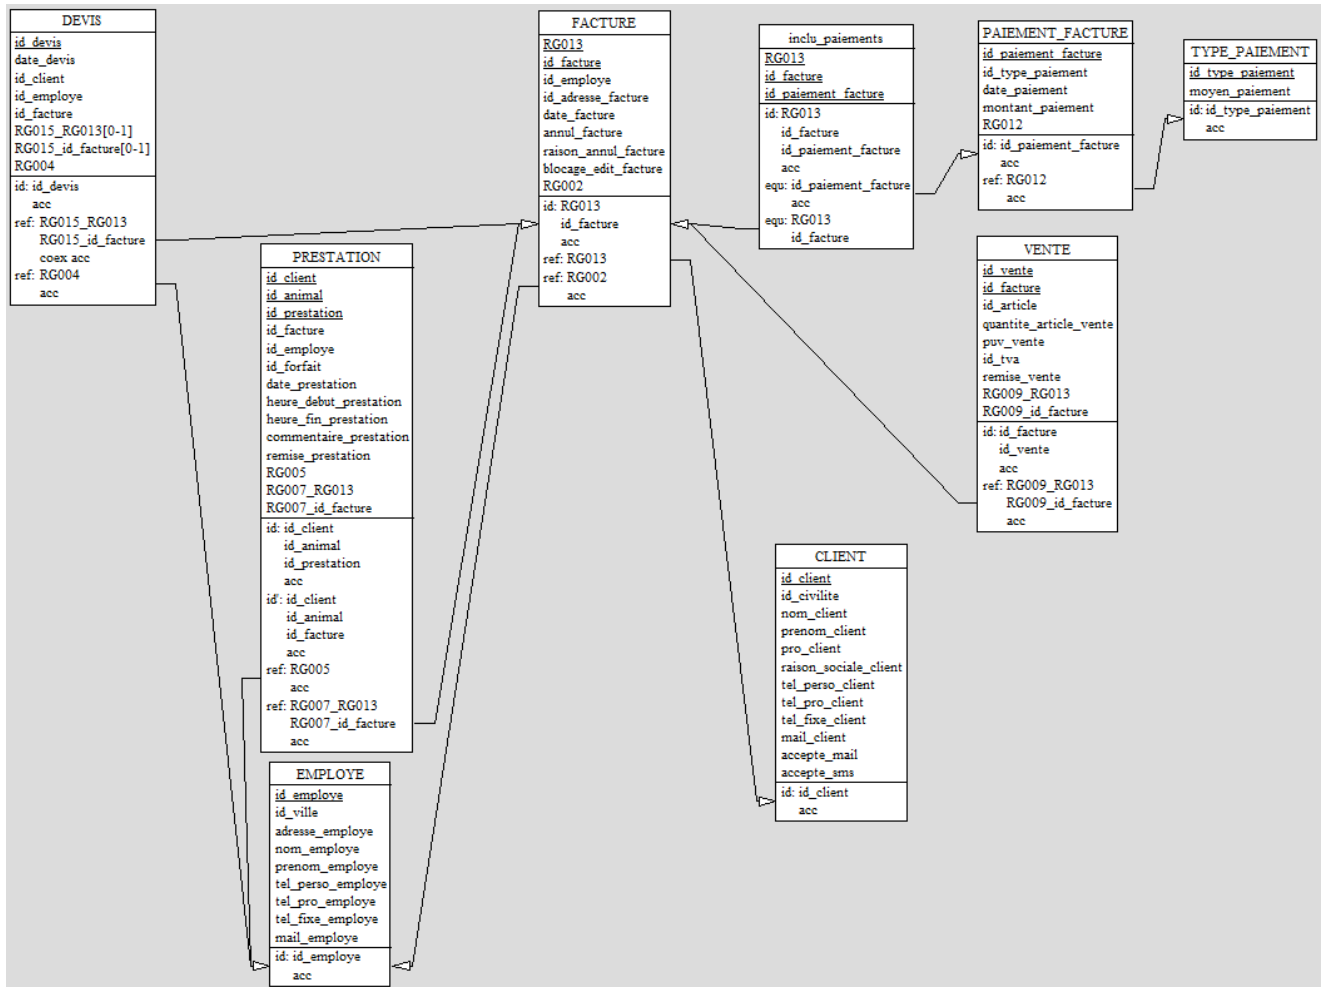 DEVIS
id_devis
date_devis
id_client
id_employe
id_facture
RG015_RG013[0-1]
RG015_id_facture[0-1]
RG004
id: id_devis
acc
ref: RG015_RG013
RG015_id_facture
coex acc
ref: RG004
acc
PRESTATION
id_client
id_animal
id_prestation
id_facture
id_employe
id_forfait
date_prestation
heure_debut_prestation
heure_fin_prestation
commentaire_prestation
remise_prestation
RG005
RG007_RG013
RG007_id_facture
id: id_client
id_animal
id_prestation
acc
id': id_client
id_animal
id_facture
acc
ref: RG005
acc
ref: RG007_RG013
RG007_id_facture
acc
EMPLOYE
id_employe
id_ville
adresse_employe
nom_employe
prenom_employe
tel_perso_employe
tel_pro_employe
tel_fixe_employe
mail_employe
id: id_employe
acc
FACTURE
RG013
id_facture
id_employe
id_adresse_facture
date_facture
annul_facture
raison_annul_facture
blocage_edit_facture
RG002
id: RG013
id_facture
acc
ref: RG013
ref: RG002
acc
inclu_paiements
RG013
id_facture
id_paiement_facture
id: RG013
id_facture
id_paiement_facture
acc
equ: id_paiement_facture
acc
equ: RG013
id_facture
PAIEMENT_FACTURE
id_paiement_facture
id_type_paiement
date_paiement
montant_paiement
RG012
id: id_paiement_facture
acc
ref: RG012
acc
TYPE_PAIEMENT
id_type_paiement
moyen_paiement
id: id_type_paiement
acc
VENTE
id_vente
id_facture
id_article
quantite_article_vente
puv_vente
id_tva
remise_vente
RG009_RG013
RG009_id_facture
id: id_facture
id_vente
acc
ref: RG009_RG013
RG009_id_facture
acc
CLIENT
id_client
id_civilite
nom_client
prenom_client
pro_client
raison_sociale_client
tel_perso_client
tel_pro_client
tel_fixe_client
mail_client
accepte_mail
accepte_sms
id: id_client
acc